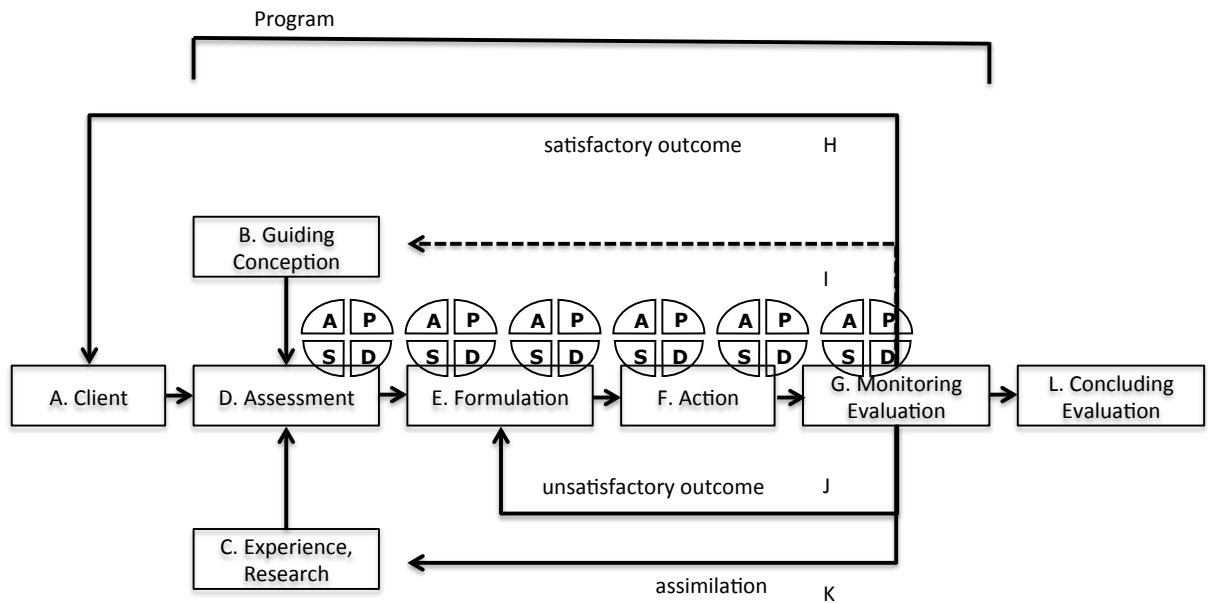 Program
satisfactory outcome H
B. Guiding
Conception
I
A P A P A P A P A P A P
S D S D S D S D S D S D
A. Client
D. Assessment
E. Formulation
F. Action
G. Monitoring
Evaluation
L. Concluding
Evaluation
unsatisfactory outcome J
C. Experience,
Research
assimilation K